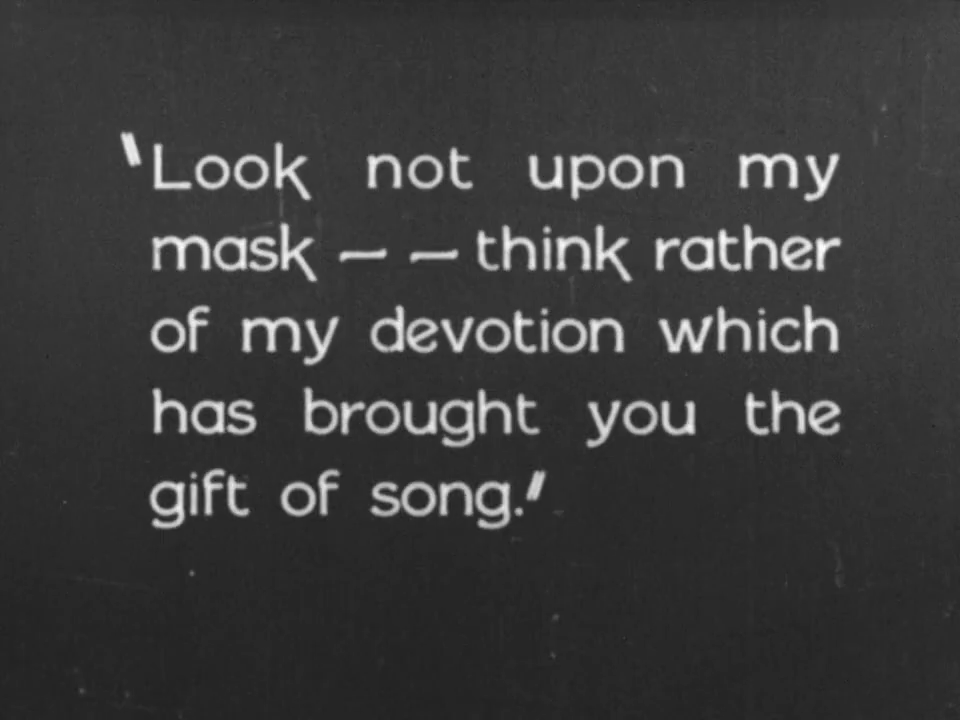 "Look not upon my
mask – – think rather
of my devotion which
has brought you the
gift of song."